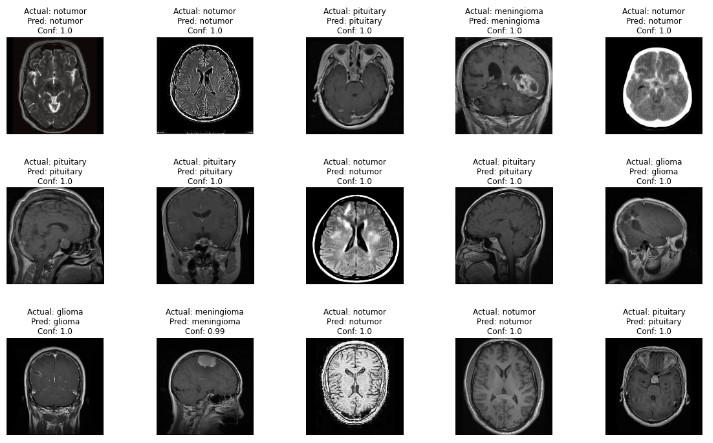 Actual: notumor
Pred: notumor
Conf: 1.0
Actual: notumor
Pred: notumor
Conf: 1.0
Actual: pituitary
Pred: pituitary
Conf: 1.0
Actual: meningioma
Pred: meningioma
Conf: 1.0
Actual: notumor
Pred: notumor
Conf: 1.0
Actual: pituitary
Pred: pituitary
Conf: 1.0
Actual: pituitary
Pred: pituitary
Conf: 1.0
Actual: notumor
Pred: notumor
Conf: 1.0
Actual: pituitary
Pred: pituitary
Conf: 1.0
Actual: glioma
Pred: glioma
Conf: 1.0
Actual: glioma
Pred: glioma
Conf: 1.0
Actual: meningioma
Pred: meningioma
Conf: 0.99
Actual: notumor
Pred: notumor
Conf: 1.0
Actual: notumor
Pred: notumor
Conf: 1.0
Actual: pituitary
Pred: pituitary
Conf: 1.0